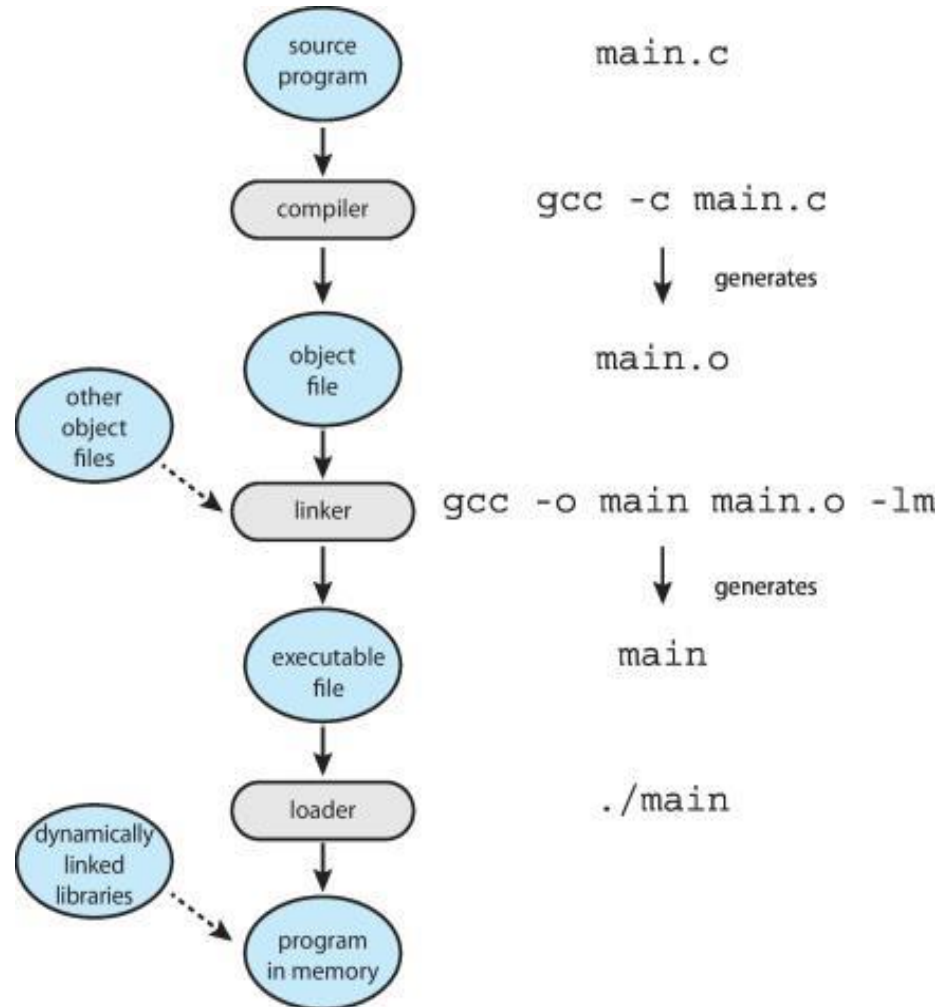 source
program
main.c
compiler
gcc -c main.c
generates
object
file
main.o
other
object
files
linker
gcc -o main main.o -lm
generates
executable
file
main
loader
./main
dynamically
linked
libraries
program
in memory